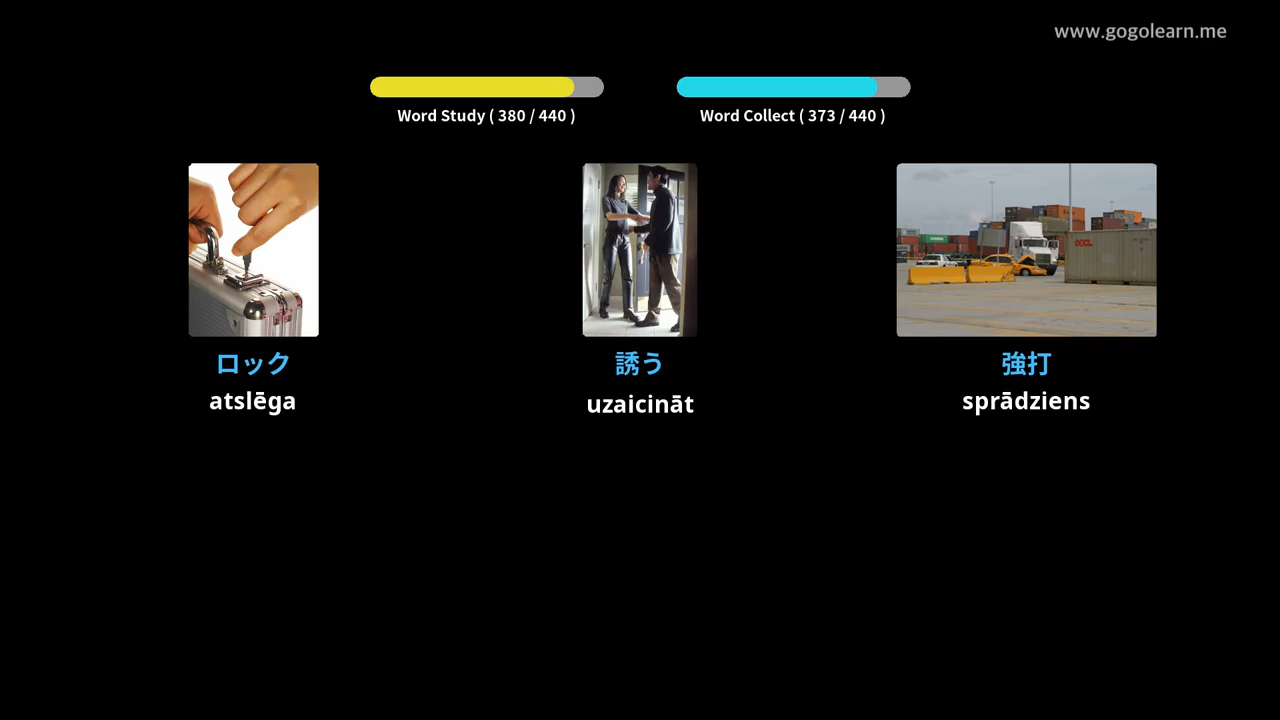 www.gogolearn.me
Word Study ( 380 / 440 )
Word Collect ( 373 / 440 )
ロック
誘う
強打
atslēga
uzaicināt
sprādziens